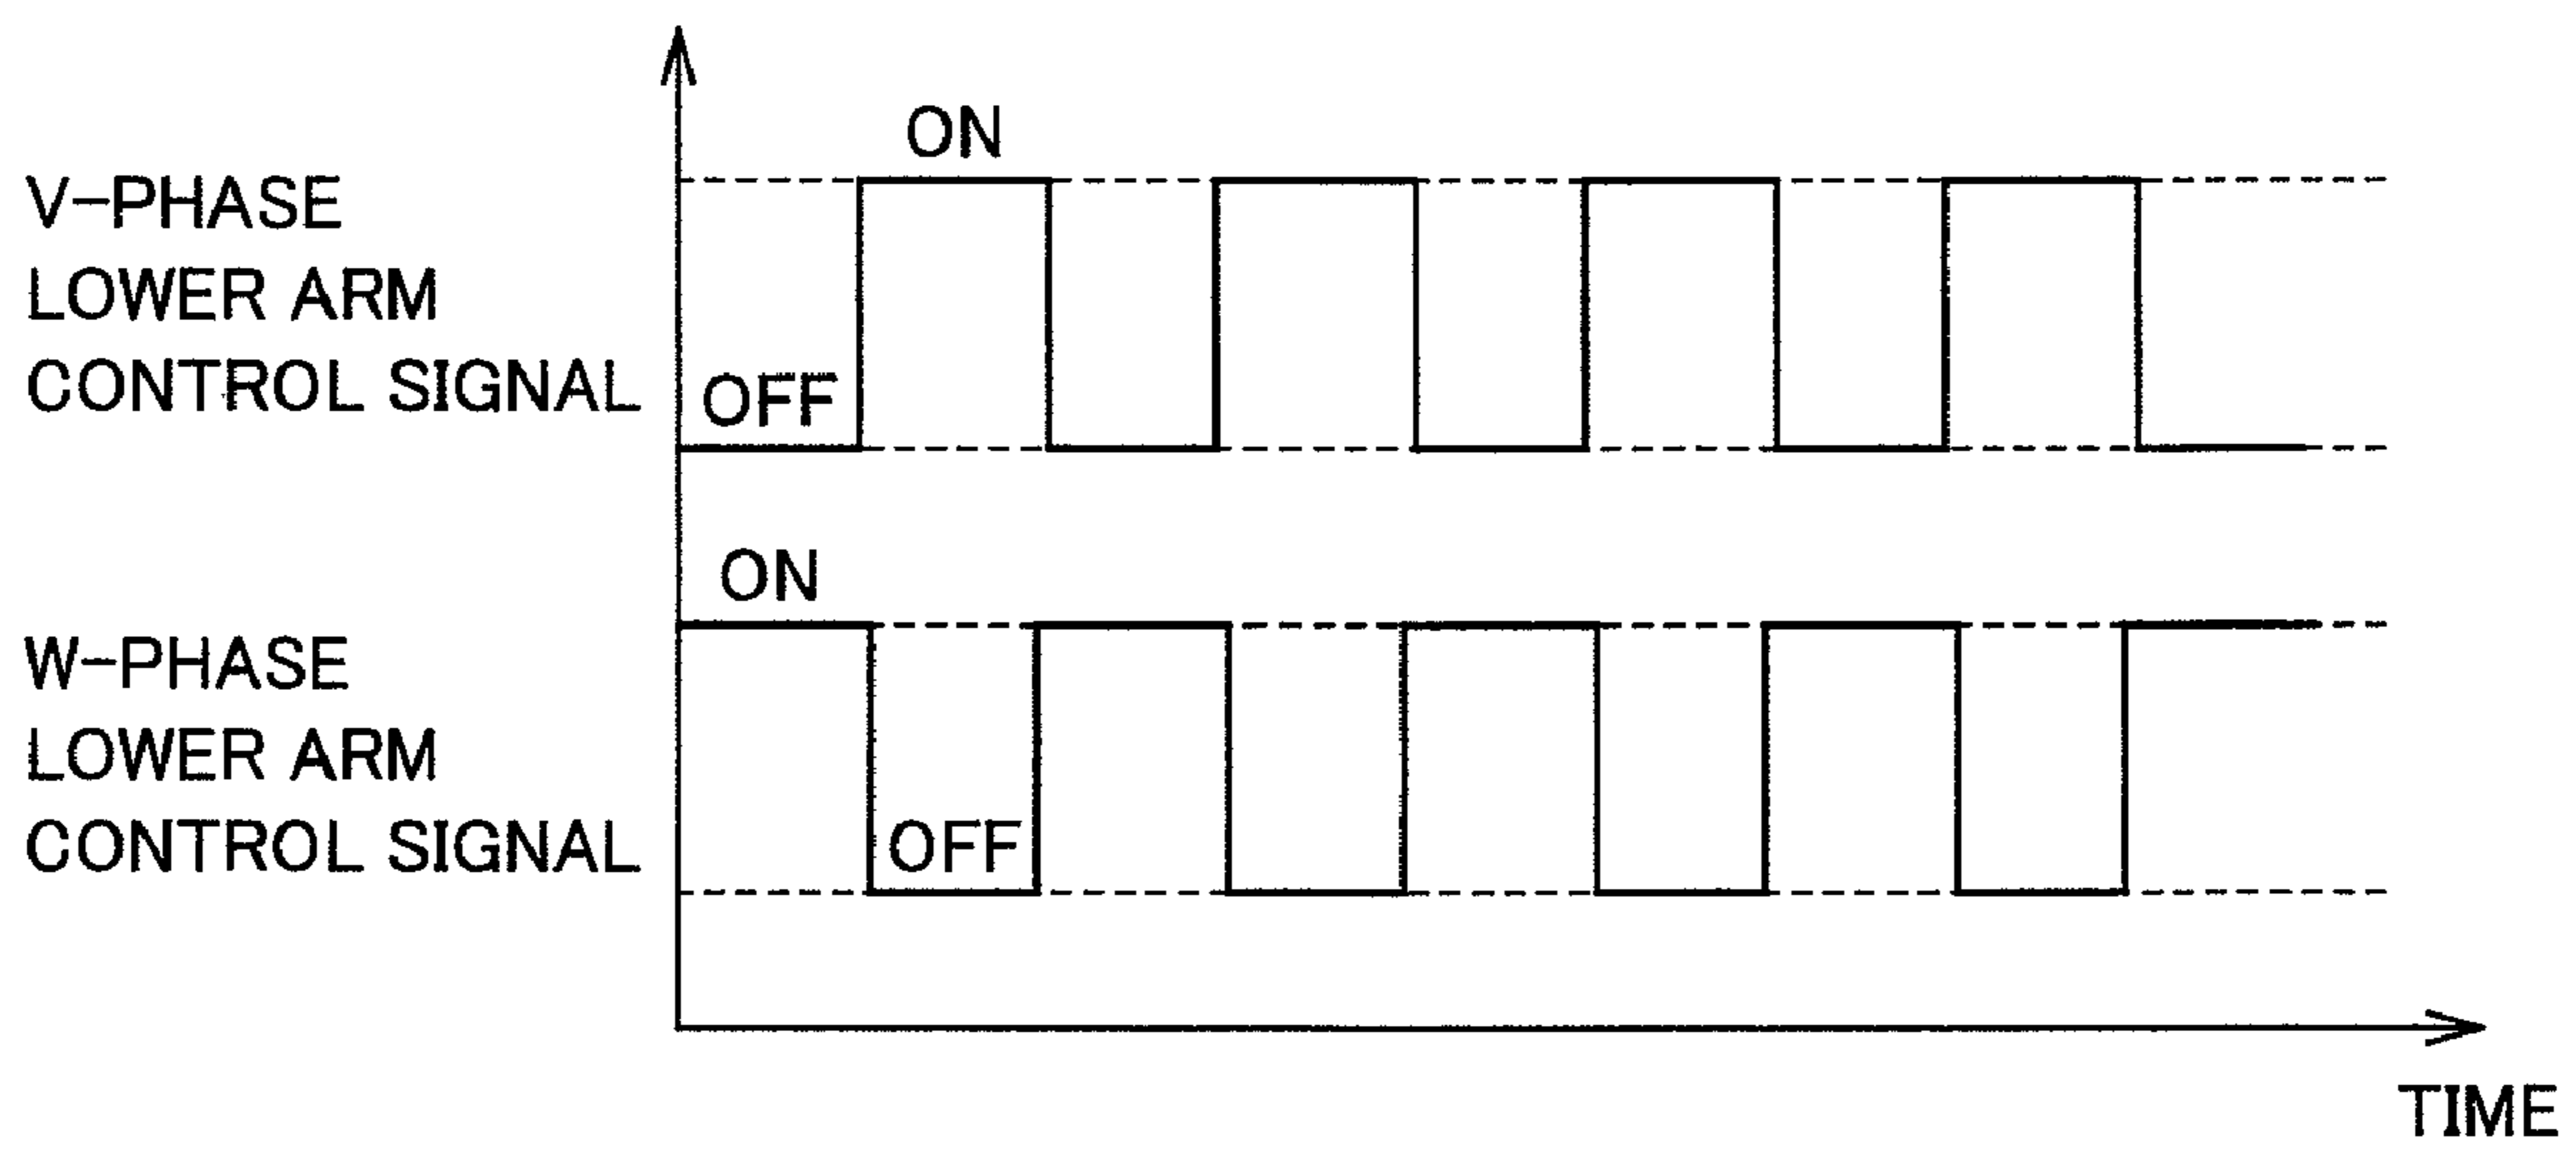 ON
V-PHASE
LOWER ARM
CONTROL SIGNAL
OFF
ON
W-PHASE
LOWER ARM
CONTROL SIGNAL
OFF
TIME